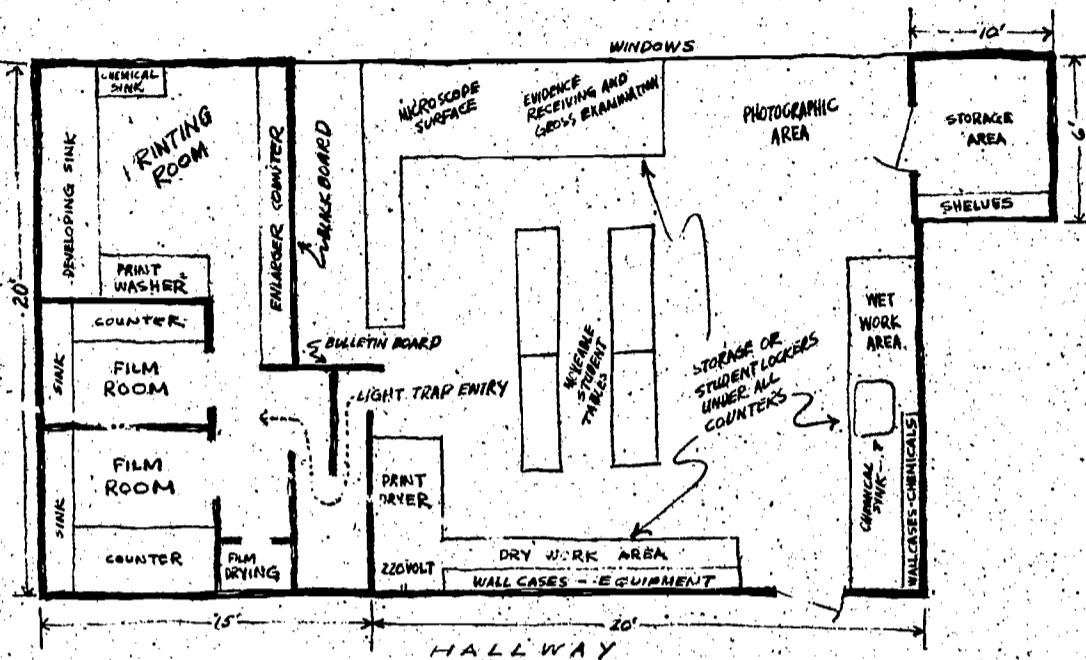 WINDOWS
10'
CHEMICAL
SINK
RINTING
ROOM
DEVELOPING SINK
ENLARGER COUNTER
BLACKBOARD
MICROSCOPE
SURFACE
EVIDENCE
RECEIVING AND
GROSS EXAMINATION
PHOTOGRAPHIC
AREA
STORAGE
AREA
6'
SHELVES
20'
PRINT
WASHER
COUNTER
SINK
FILM
ROOM
BULLETIN BOARD
LIGHT TRAP ENTRY
MOVEABLE
STUDENT
TABLES
STORAGE OR
STUDENT LOCKERS
UNDER ALL
COUNTERS
WET
WORK
AREA
CHEMICAL
SINK
WALLCASES-CHEMICALS
SINK
FILM
ROOM
COUNTER
FILM
DRYING
PRINT
DRYER
220 VOLT
DRY WORK AREA
WALL CASES - EQUIPMENT
15'
20'
HALLWAY